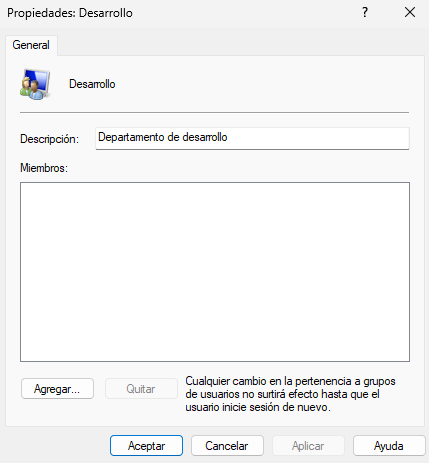 Propiedades: Desarrollo ?
General
Desarrollo
Descripción: Departamento de desarrollo
Miembros:
Agregar...
Quitar
Cualquier cambio en la pertenencia a grupos
de usuarios no surtirá efecto hasta que el
usuario inicie sesión de nuevo.
Aceptar
Cancelar
Aplicar
Ayuda